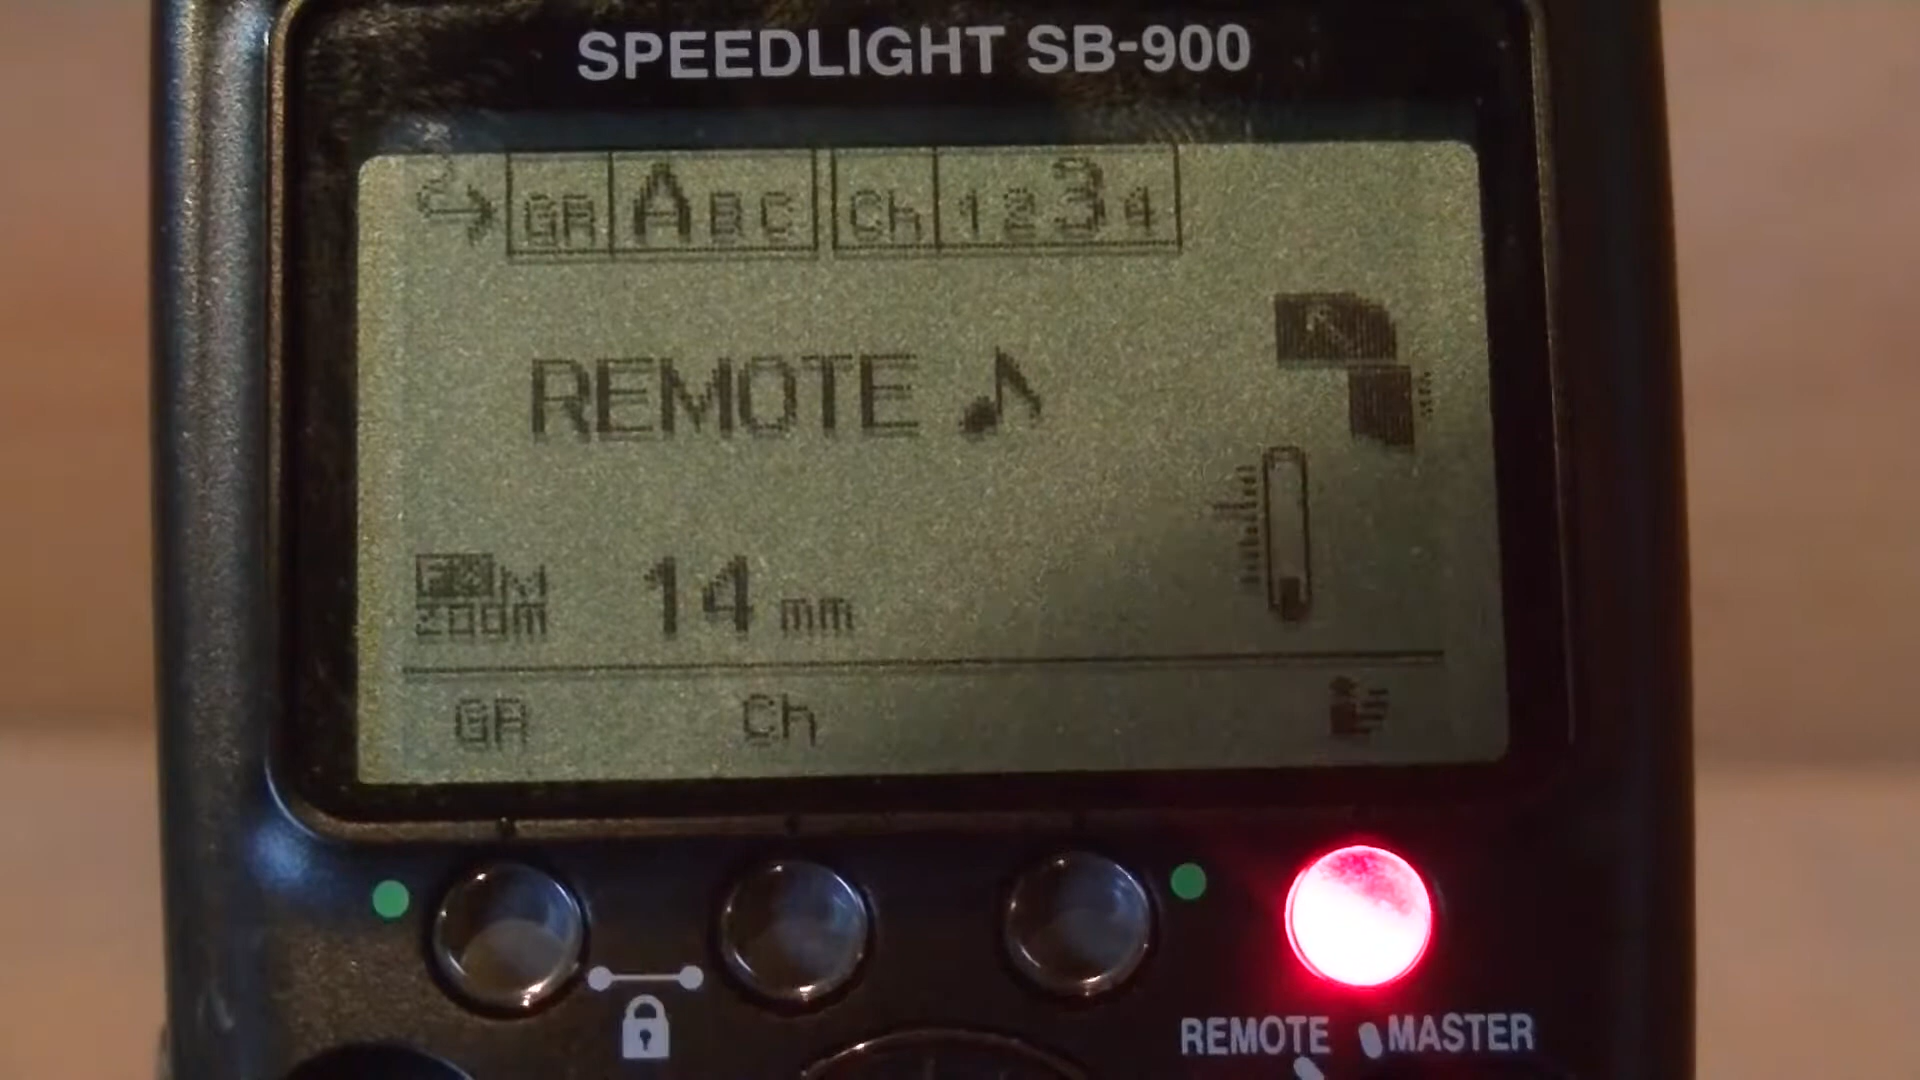 SPEEDLIGHT SB-900
GR A B C Ch 1 2 3 4
REMOTE
M
zoom 14 mm
GR Ch
REMOTE MASTER